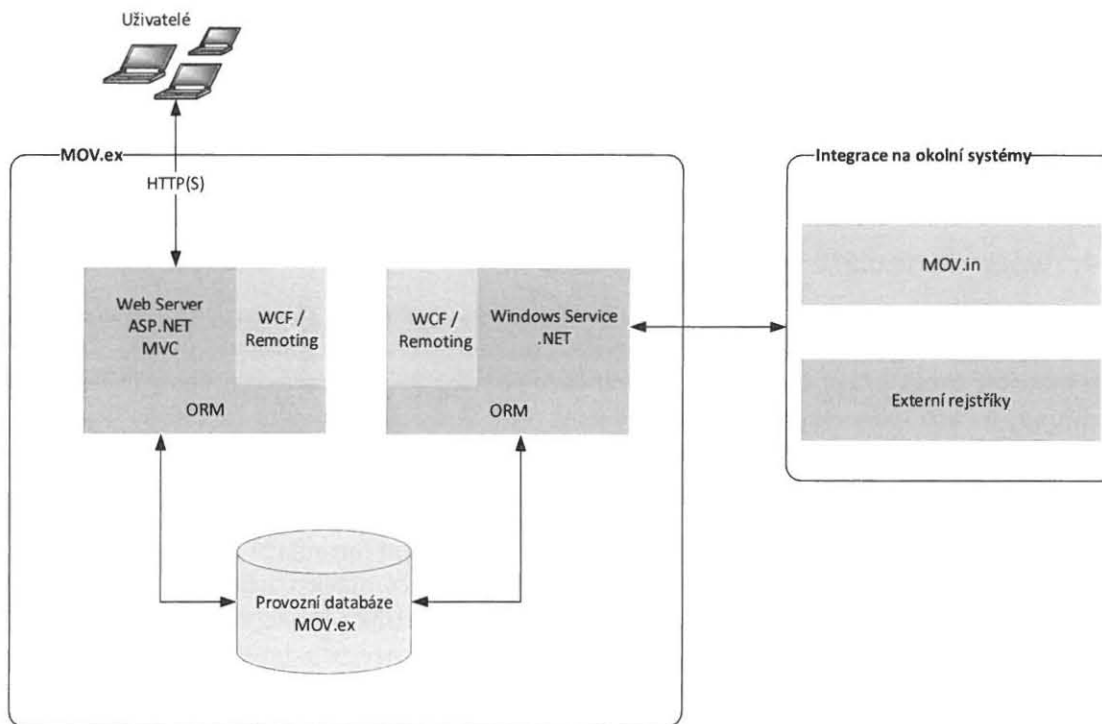 Uživatelé
MOV.ex
Integrace na okolní systémy
HTTP(S)
MOV.in
Web Server
ASP.NET
MVC
WCF /
Remoting
WCF /
Remoting
Windows Service
.NET
ORM
ORM
Externí rejstříky
Provozní databáze
MOV.ex